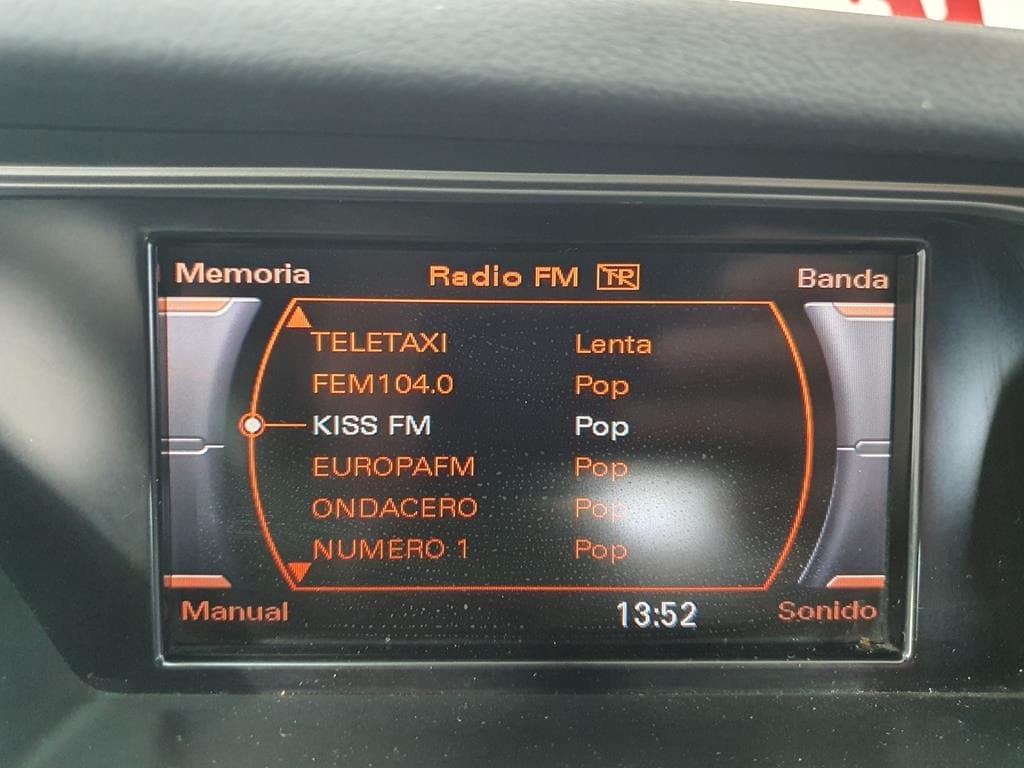 Memoria Radio FM TP Banda
TELETAXI Lenta
FEM104.0 Pop
KISS FM Pop
EUROPAFM Pop
ONDACERO Pop
NUMERO 1 Pop
Manual 13:52 Sonido